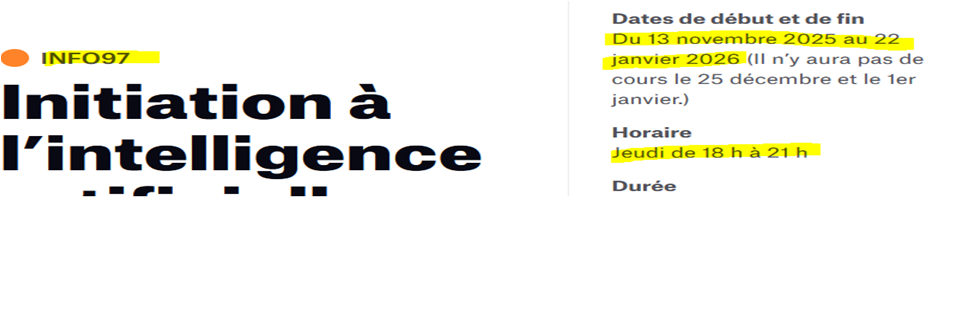 INFO97
Initiation à
l’intelligence
Dates de début et de fin
Du 13 novembre 2025 au 22
janvier 2026 (Il n’y aura pas de
cours le 25 décembre et le 1er
janvier.)
Horaire
Jeudi de 18 h à 21 h
Durée